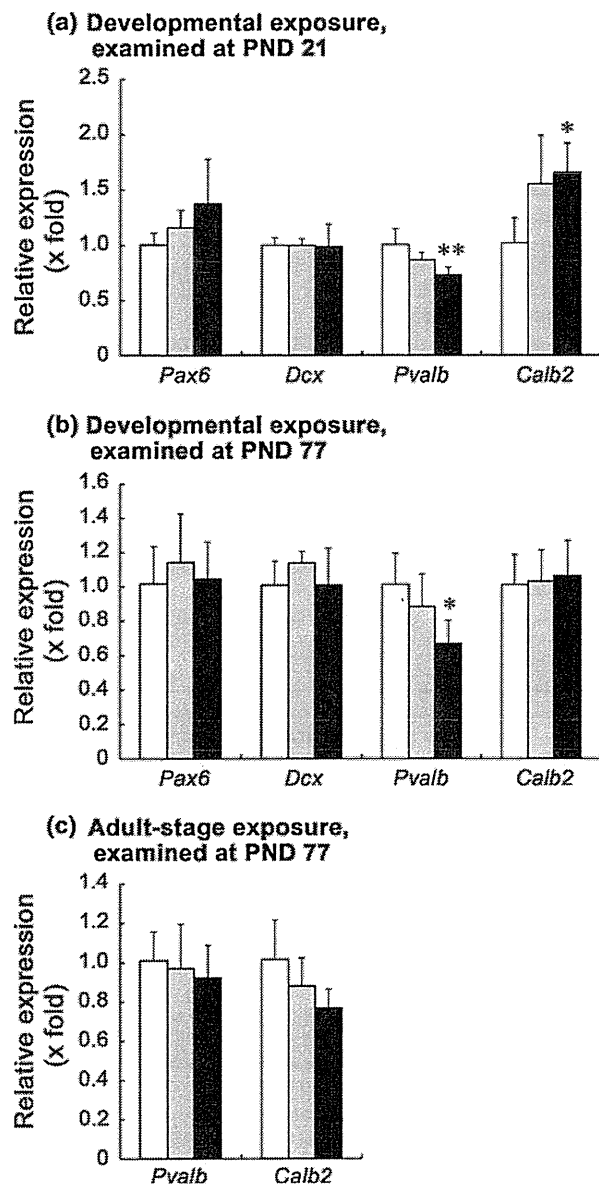 (a) Developmental exposure,
examined at PND 21
Relative expression
(x fold)
2.5
2.0
1.5
1.0
0.5
0
*
**
Pax6 Dcx Pvalb Calb2
(b) Developmental exposure,
examined at PND 77
Relative expression
(x fold)
1.6
1.4
1.2
1.0
0.8
0.6
0.4
0.2
0
*
Pax6 Dcx Pvalb Calb2
(c) Adult-stage exposure,
examined at PND 77
Relative expression
(x fold)
1.4
1.2
1.0
0.8
0.6
0.4
0.2
0
Pvalb Calb2